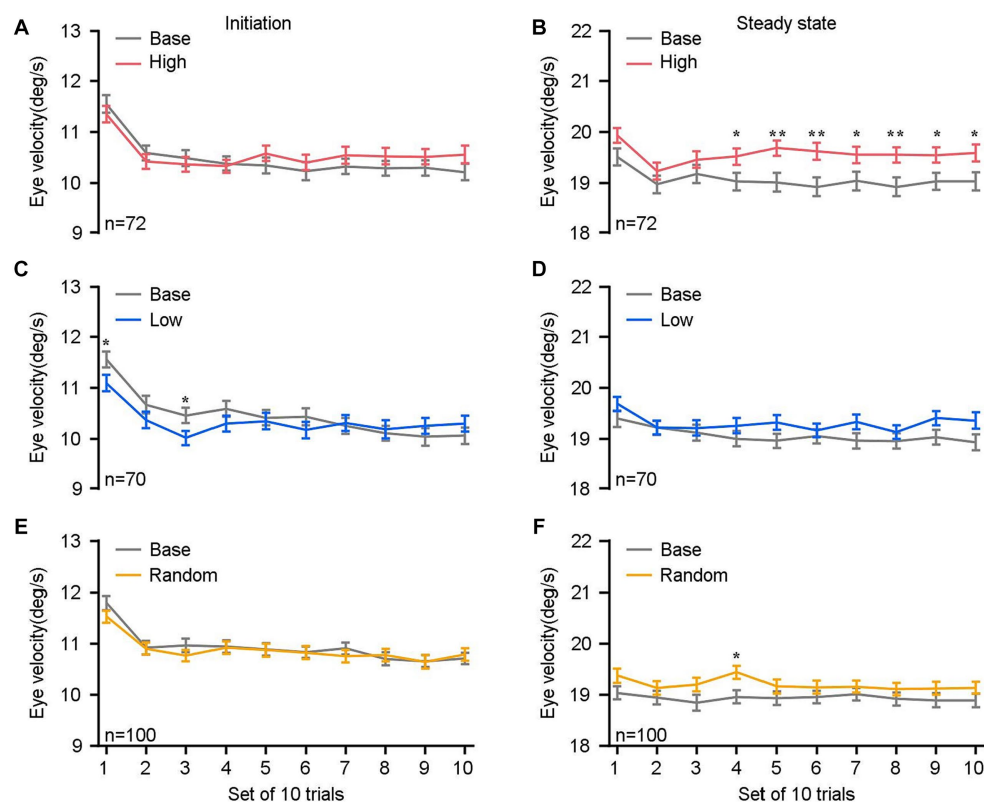 A
Initiation
Base
High
Eye velocity(deg/s)
13
12
11
10
9
n=72
B
Steady state
Base
High
Eye velocity(deg/s)
22
21
20
19
18
* ** ** * ** * *
n=72
C
Base
Low
Eye velocity(deg/s)
13
12
11
10
9
*
*
n=70
D
Base
Low
Eye velocity(deg/s)
22
21
20
19
18
n=70
E
Base
Random
Eye velocity(deg/s)
13
12
11
10
9
n=100
1 2 3 4 5 6 7 8 9 10
Set of 10 trials
F
Base
Random
Eye velocity(deg/s)
22
21
20
19
18
*
n=100
1 2 3 4 5 6 7 8 9 10
Set of 10 trials